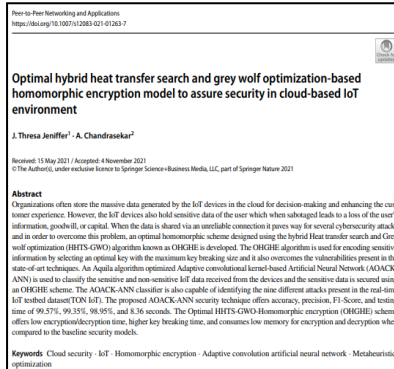 Peer-to-Peer Networking and Applications
https://doi.org/10.1007/s12083-021-01263-7
Check for
updates
Optimal hybrid heat transfer search and grey wolf optimization-based
homomorphic encryption model to assure security in cloud-based IoT
environment
J. Thresa Jeniffer1 · A. Chandrasekar2
Received: 15 May 2021 / Accepted: 4 November 2021
© The Author(s), under exclusive licence to Springer Science+Business Media, LLC, part of Springer Nature 2021
Abstract
Organizations often store the massive data generated by the IoT devices in the cloud for decision-making and enhancing the cus
tomer experience. However, the IoT devices also hold sensitive data of the user which when sabotaged leads to a loss of the user'
information, goodwill, or capital. When the data is shared via an unreliable connection it paves way for several cybersecurity attack
and in order to overcome this problem, an optimal homomorphic scheme designed using the hybrid Heat transfer search and Gre
wolf optimization (HHTS-GWO) algorithm known as OHGHE is developed. The OHGHE algorithm is used for encoding sensitiv
information by selecting an optimal key with the maximum key breaking size and it also overcomes the vulnerabilities present in the
state-of-art techniques. An Aquila algorithm optimized Adaptive convolutional kernel-based Artificial Neural Network (AOACK
ANN) is used to classify the sensitive and non-sensitive IoT data received from the devices and the sensitive data is secured using
an OHGHE scheme. The AOACK-ANN classifier is also capable of identifying the nine different attacks present in the real-tim
IoT testbed dataset(TON IoT). The proposed AOACK-ANN security technique offers accuracy, precision, F1-Score, and testin
time of 99.57%, 99.35%, 98.95%, and 8.36 seconds. The Optimal HHTS-GWO-Homomorphic encryption (OHGHE) schem
offers low encryption/decryption time, higher key breaking time, and consumes low memory for encryption and decryption whe
compared to the baseline security models.
Keywords Cloud security · IoT · Homomorphic encryption · Adaptive convolution artificial neural network · Metaheuristic
optimization